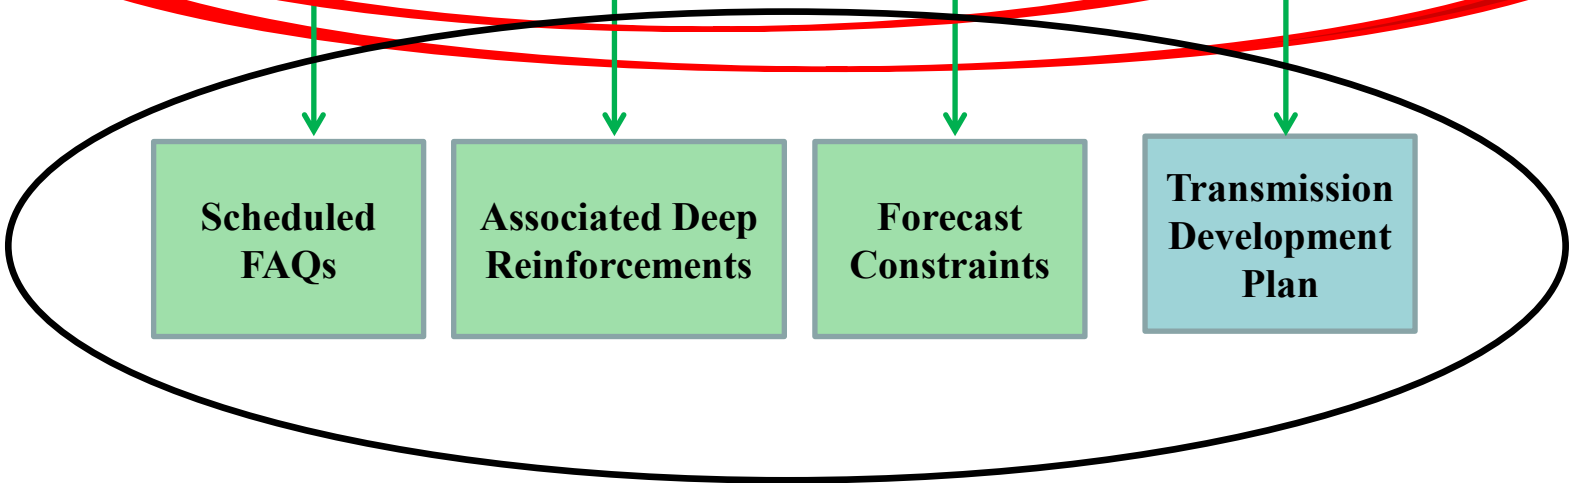 Scheduled
FAQs
Associated Deep
Reinforcements
Forecast
Constraints
Transmission
Development
Plan